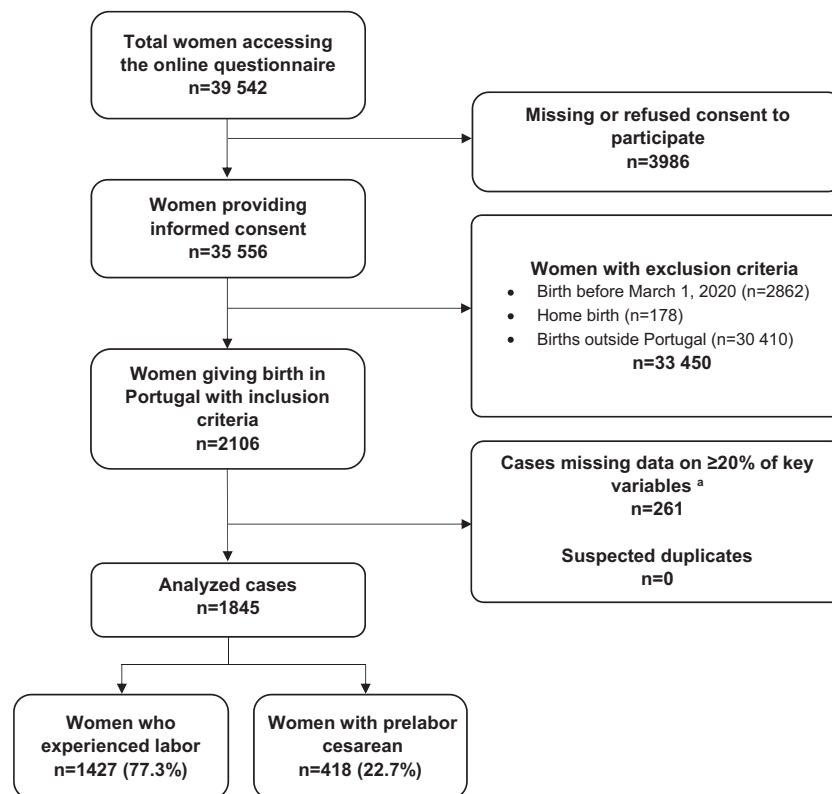 Total women accessing
the online questionnaire
n=39 542
Missing or refused consent to
participate
n=3986
Women providing
informed consent
n=35 556
Women with exclusion criteria
• Birth before March 1, 2020 (n=2862)
• Home birth (n=178)
• Births outside Portugal (n=30 410)
n=33 450
Women giving birth in
Portugal with inclusion
criteria
n=2106
Cases missing data on ≥20% of key
variables ª
n=261
Suspected duplicates
n=0
Analyzed cases
n=1845
Women who
experienced labor
n=1427 (77.3%)
Women with prelabor
cesarean
n=418 (22.7%)